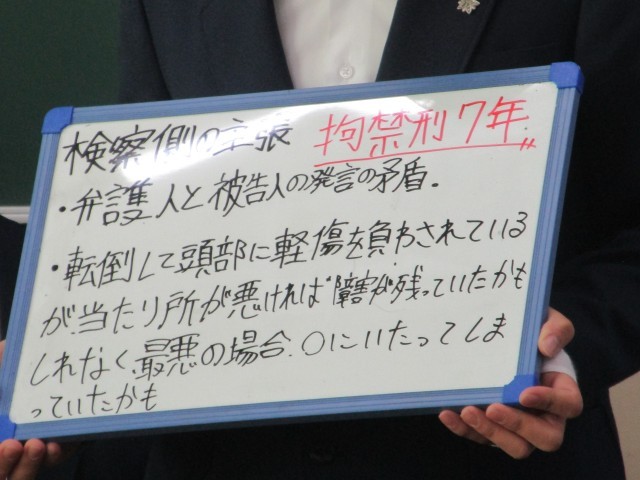 検察側の主張 拘禁刑7年
・弁護人と被告人の発言の矛盾.
・転倒して頭部に軽傷を負わされている
が.当たり所が悪ければ障害が残っていたかも
しれなく.最悪の場合.○にいたってしま
っていたかも